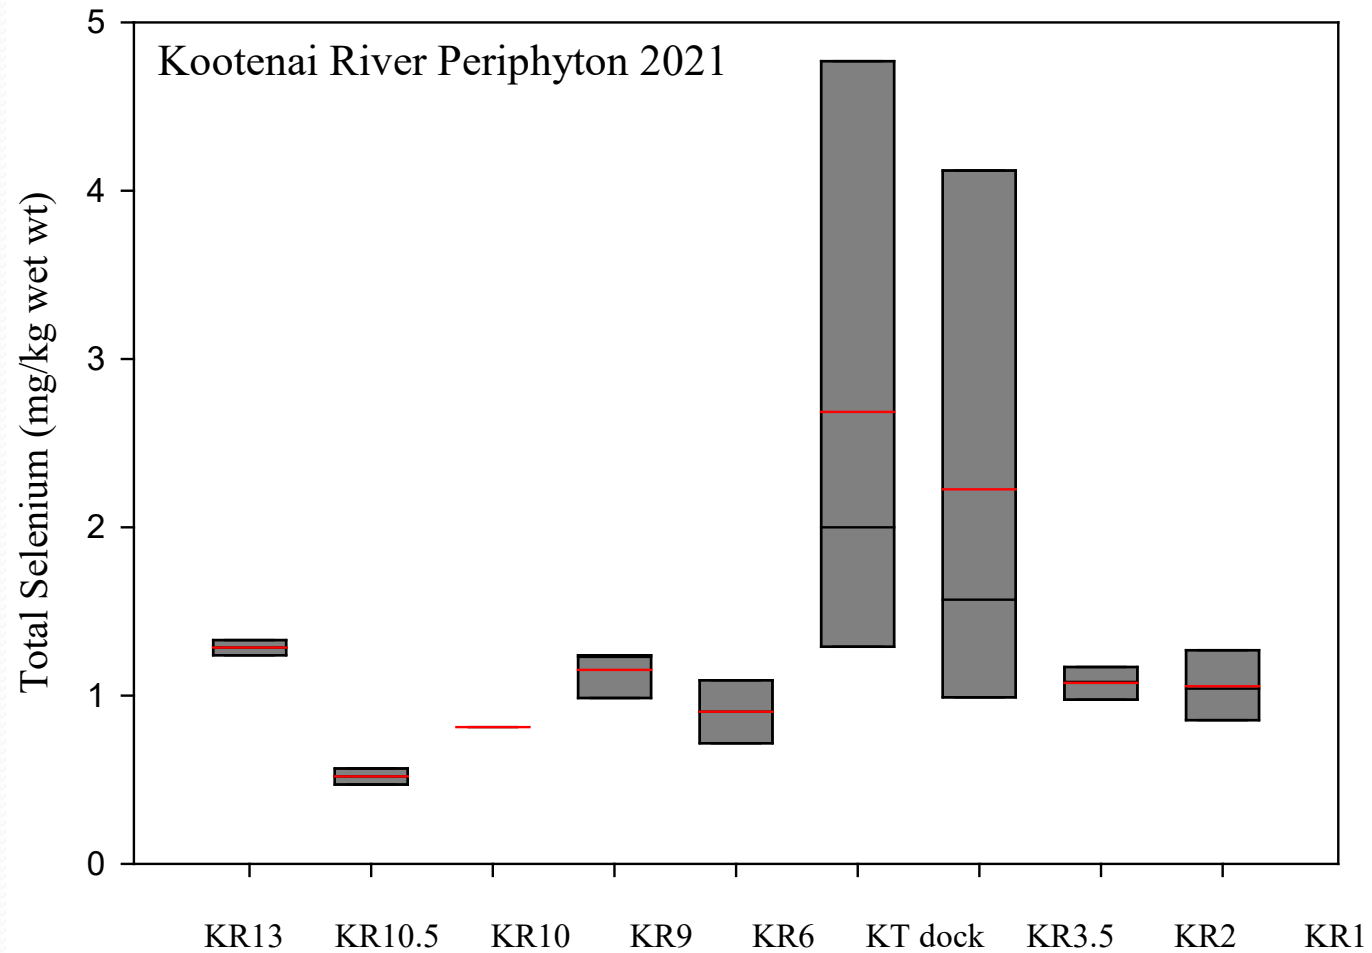 Kootenai River Periphyton 2021
Total Selenium (mg/kg wet wt)
5
4
3
2
1
0
KR13 KR10.5 KR10 KR9 KR6 KT dock KR3.5 KR2 KR1